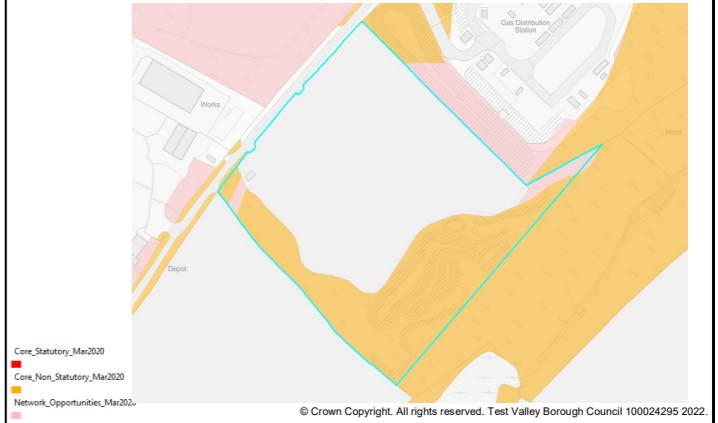 Gas Distribution
Station
Works
Pond
Depot
Core_Statutory_Mar2020
Core_Non_Statutory_Mar2020
Network_Opportunities_Mar202
© Crown Copyright. All rights reserved. Test Valley Borough Council 100024295 2022.